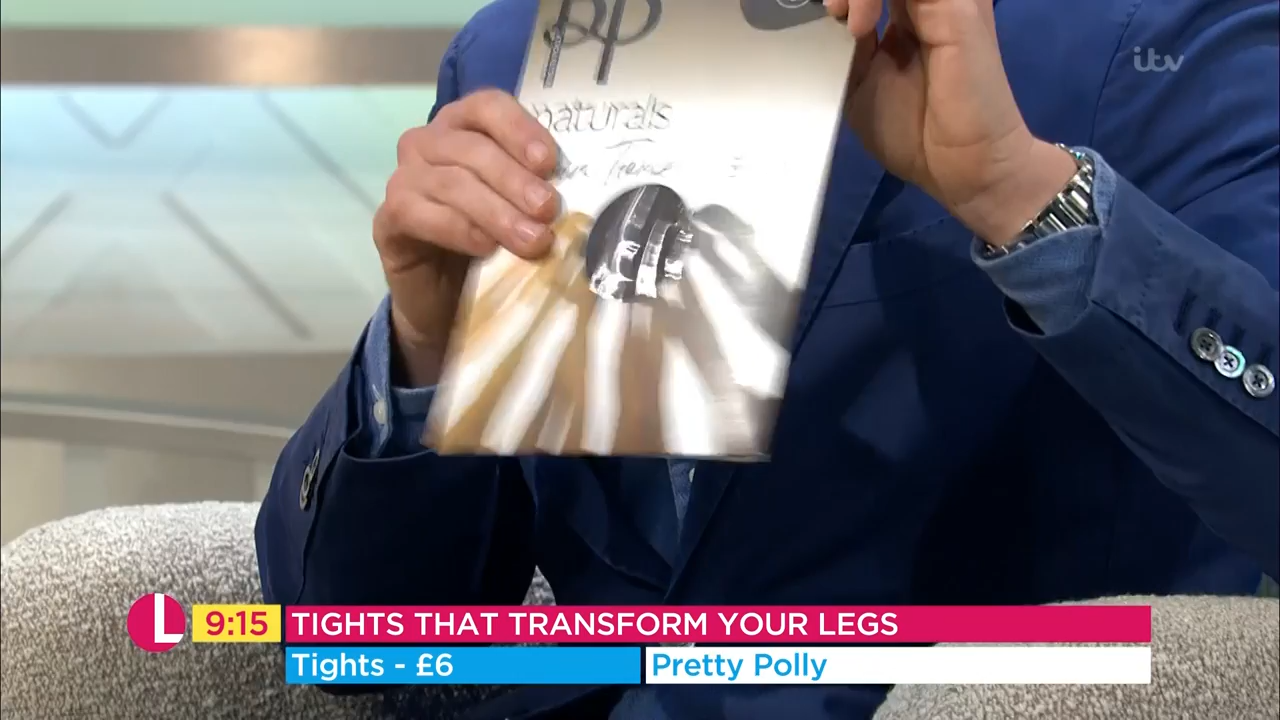 pp
itv
naturals
L 9:15 TIGHTS THAT TRANSFORM YOUR LEGS
Tights - £6 Pretty Polly